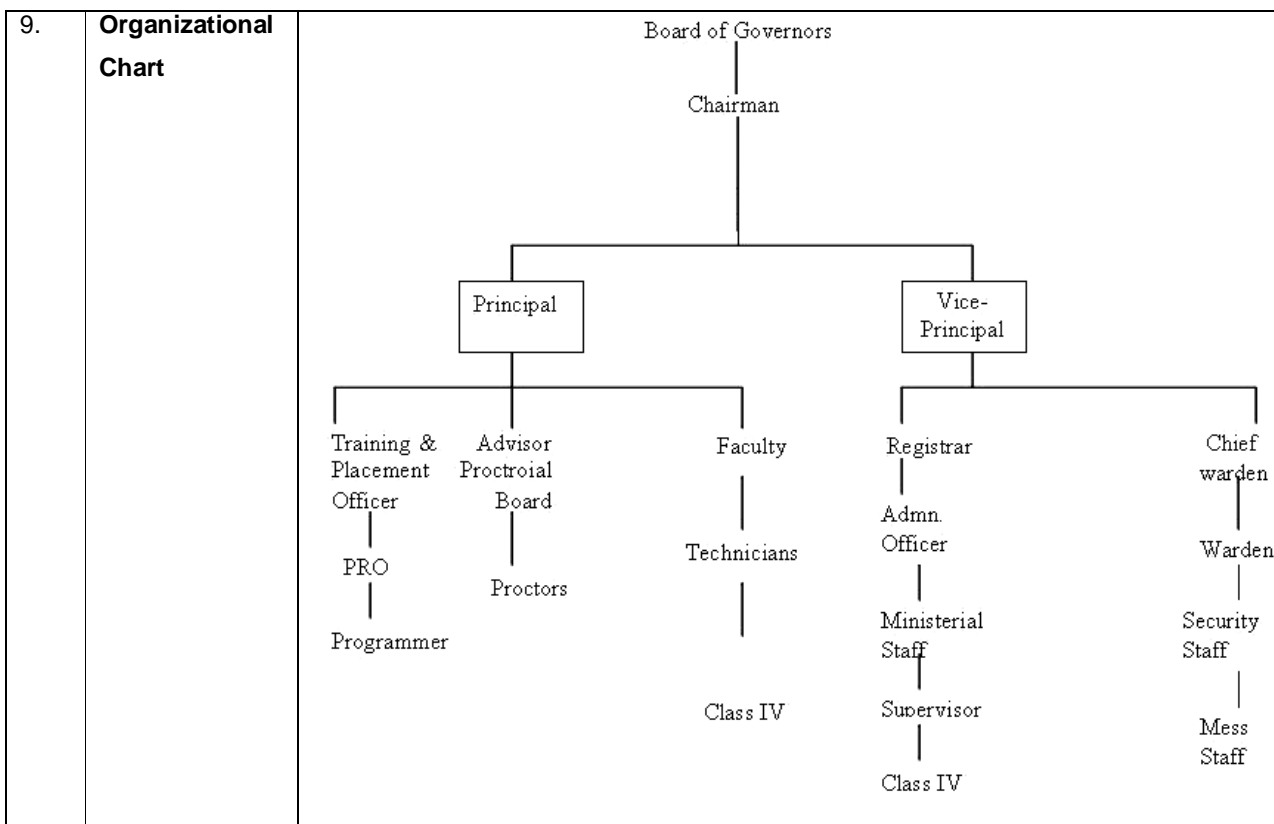 9.
Organizational
Chart
Board of Governors
Chairman
Principal
Vice-
Principal
Training &
Placement
Officer
PRO
Programmer
Advisor
Proctroial
Board
Proctors
Faculty
Technicians
Class IV
Registrar
Admn.
Officer
Ministerial
Staff
Supervisor
Class IV
Chief
warden
Warden
Security
Staff
Mess
Staff